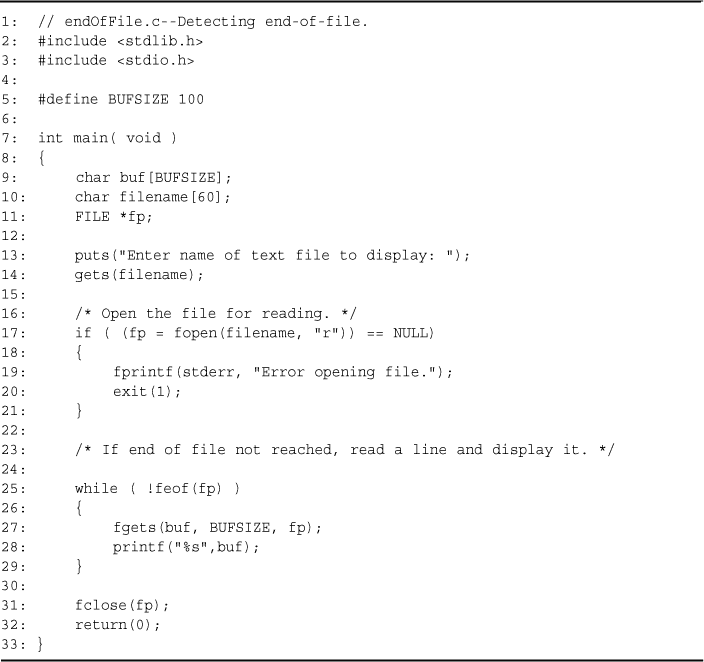 1: // endOfFile.c--Detecting end-of-file.
2: #include <stdlib.h>
3: #include <stdio.h>
4:
5: #define BUFSIZE 100
6:
7: int main( void )
8: {
9: char buf[BUFSIZE];
10: char filename[60];
11: FILE *fp;
12:
13: puts("Enter name of text file to display: ");
14: gets(filename);
15:
16: /* Open the file for reading. */
17: if ( (fp = fopen(filename, "r")) == NULL)
18: {
19: fprintf(stderr, "Error opening file.");
20: exit(1);
21: }
22:
23: /* If end of file not reached, read a line and display it. */
24:
25: while ( !feof(fp) )
26: {
27: fgets(buf, BUFSIZE, fp);
28: printf("%s",buf);
29: }
30:
31: fclose(fp);
32: return(0);
33: }